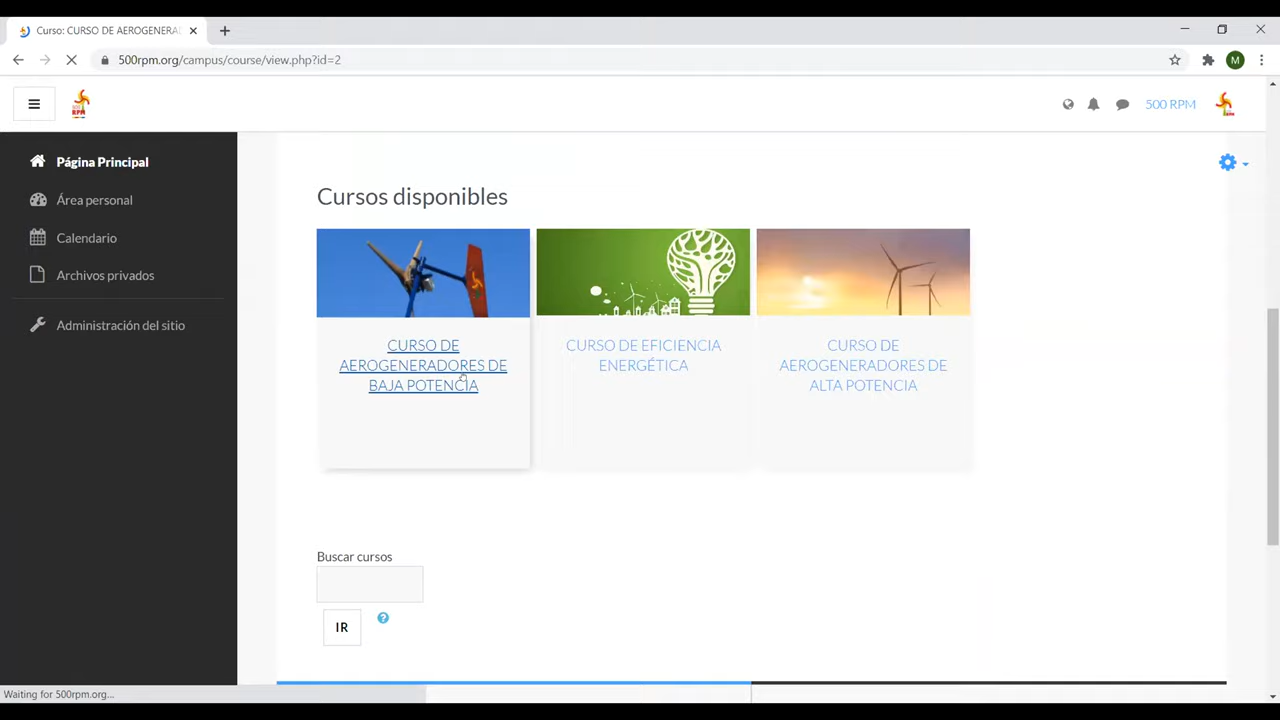 Curso: CURSO DE AEROGENERA
500rpm.org/campus/course/view.php?id=2
M
500 RPM
Página Principal
Área personal
Calendario
Archivos privados
Administración del sitio
Cursos disponibles
CURSO DE
AEROGENERADORES DE
BAJA POTENCIA
CURSO DE EFICIENCIA
ENERGÉTICA
CURSO DE
AEROGENERADORES DE
ALTA POTENCIA
Buscar cursos
IR
Waiting for 500rpm.org...